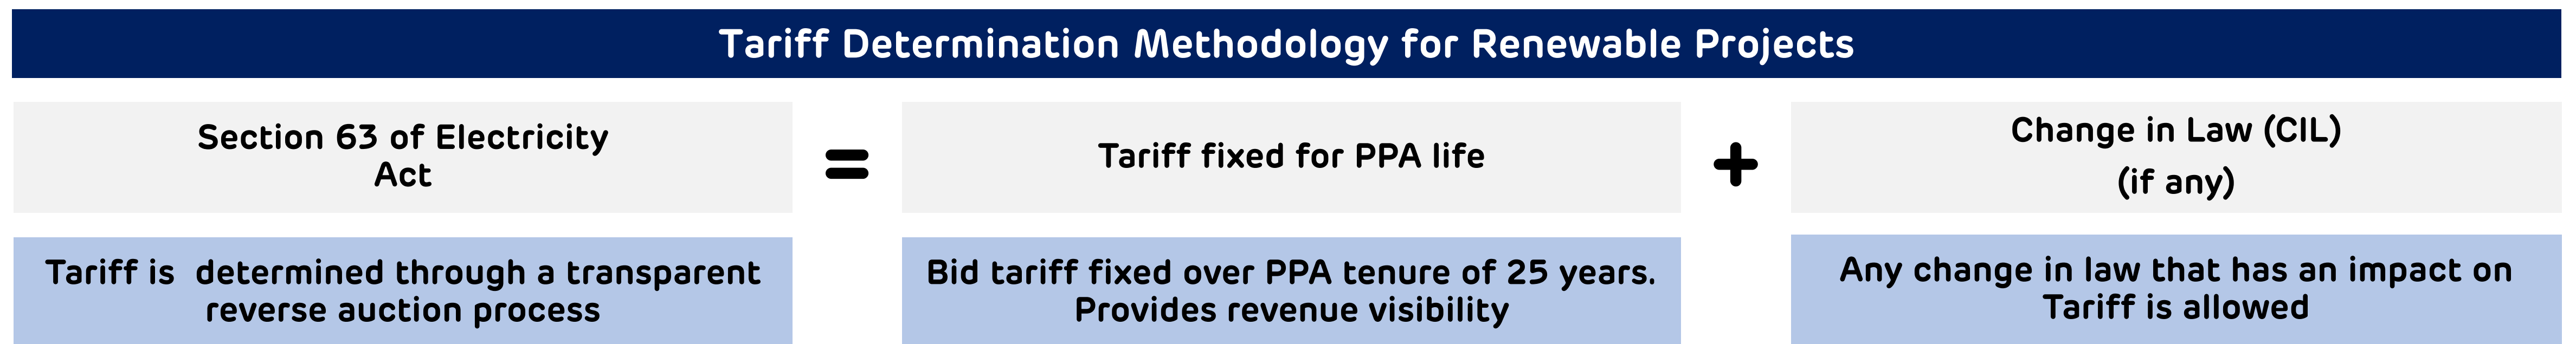 Tariff Determination Methodology for Renewable Projects
Section 63 of Electricity
Act
=
Tariff fixed for PPA life
+
Change in Law (CIL)
(if any)
Tariff is  determined through a transparent
reverse auction process
Bid tariff fixed over PPA tenure of 25 years.
Provides revenue visibility
Any change in law that has an impact on
Tariff is allowed